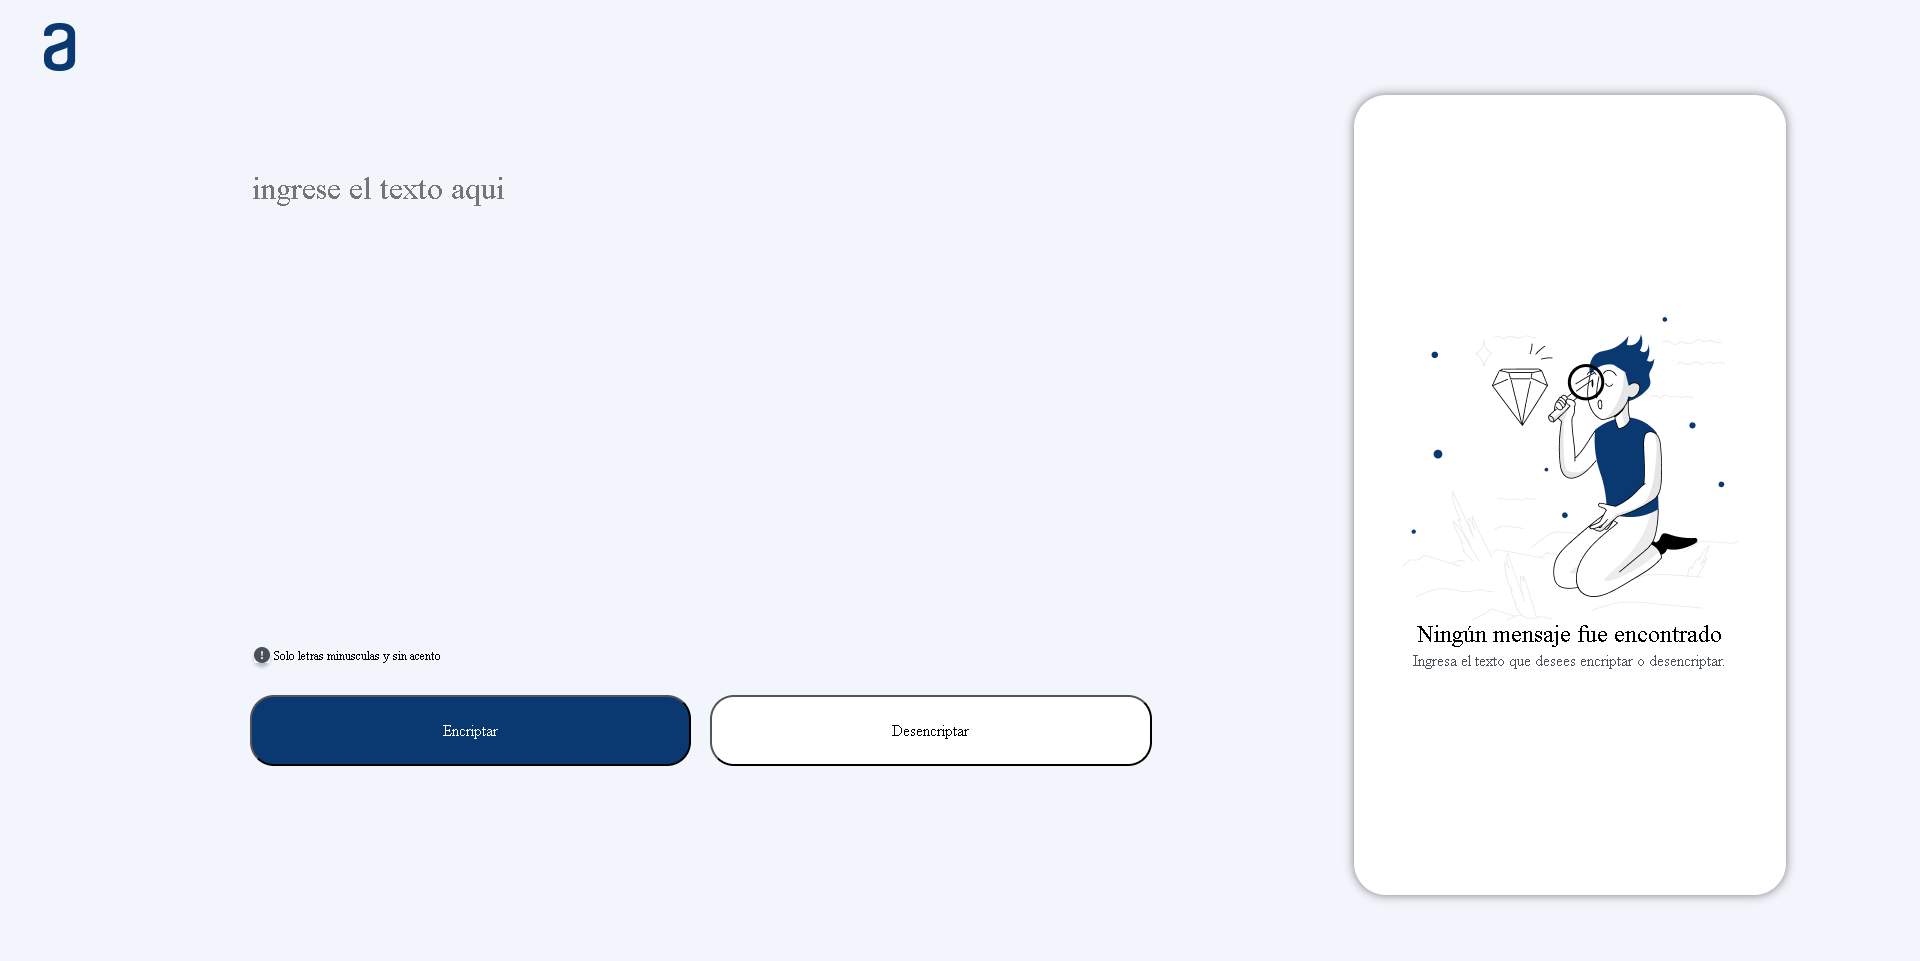 a
ingrese el texto aqui
Solo letras minusculas y sin acento
Encriptar
Desencriptar
Ningún mensaje fue encontrado
Ingresa el texto que desees encriptar o desencriptar.